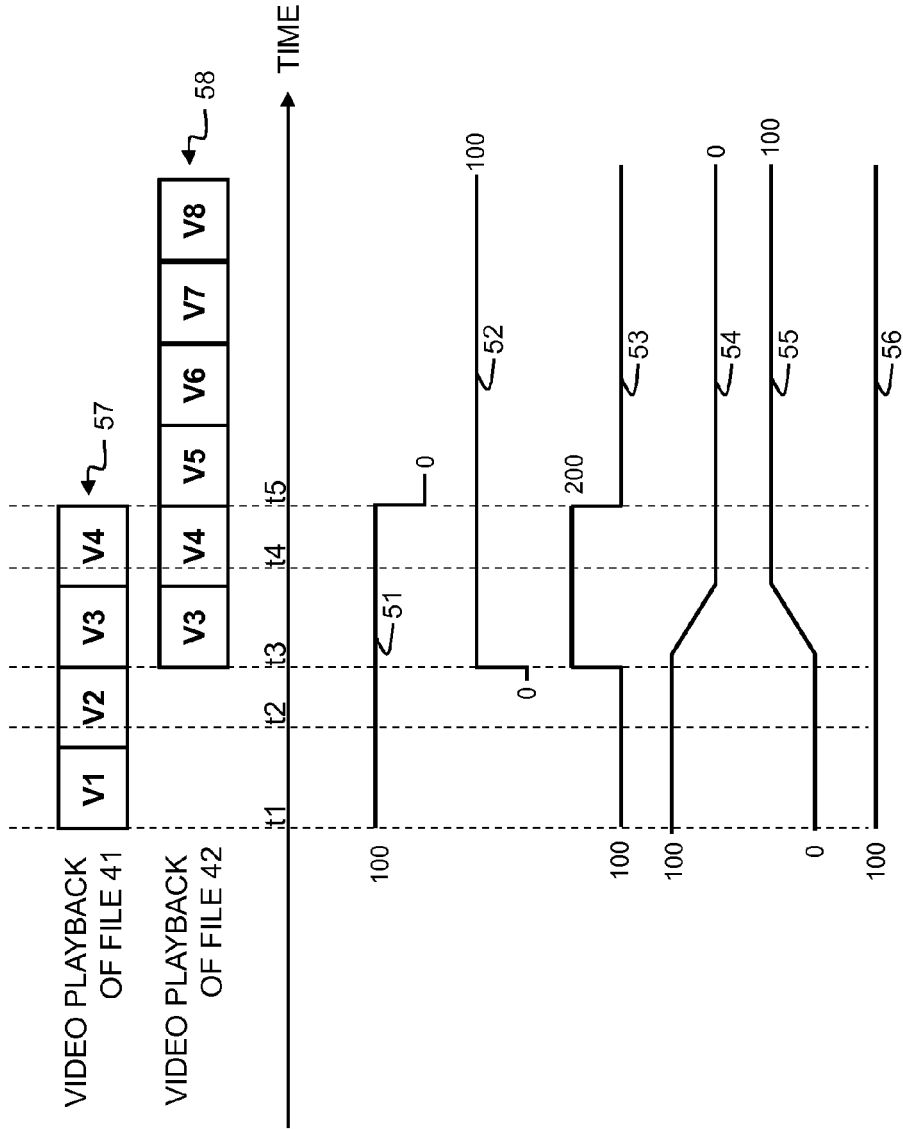 VIDEO PLAYBACK
OF FILE 41
V1
V2
V3
V4
57
VIDEO PLAYBACK
OF FILE 42
V3
V4
V5
V6
V7
V8
58
t1
t2
t3
t4
t5
TIME
100
51
0
0
52
100
100
200
53
100
54
0
0
55
100
100
56